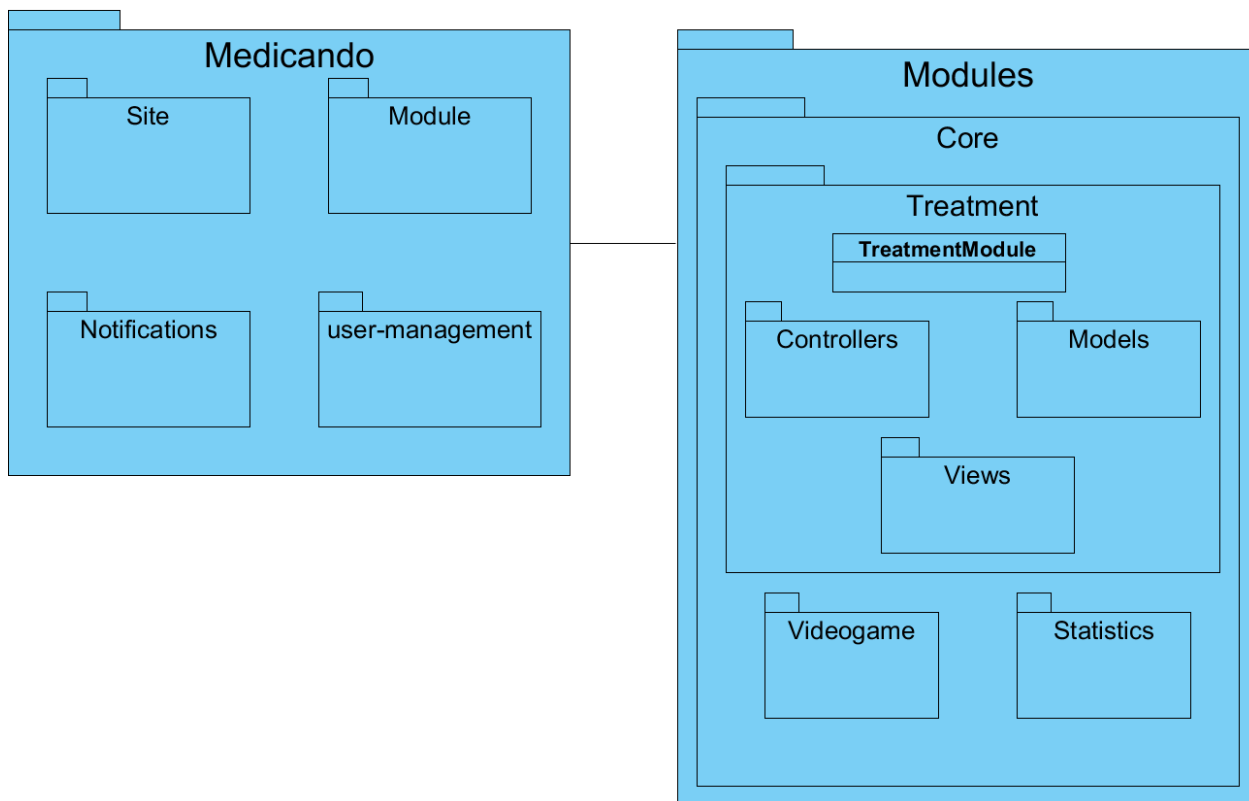 Medicando
Site
Module
Notifications
user-management
Modules
Core
Treatment
TreatmentModule
Controllers
Models
Views
Videogame
Statistics